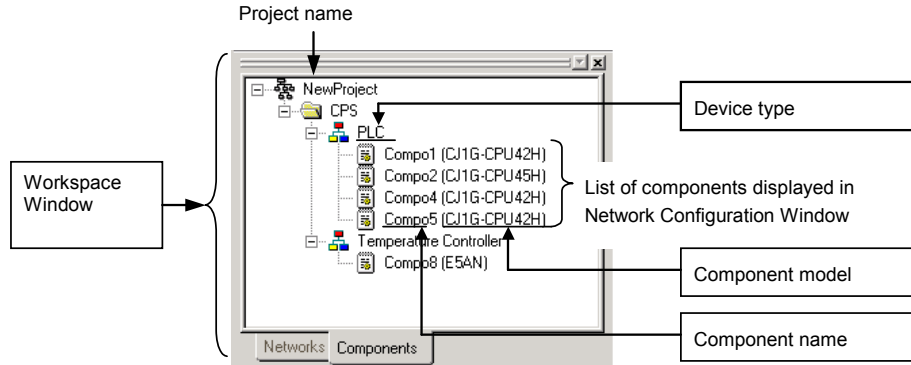 Project name
NewProject
CPS
PLC
Compo1 (CJ1G-CPU42H)
Compo2 (CJ1G-CPU45H)
Compo4 (CJ1G-CPU42H)
Compo5 (CJ1G-CPU42H)
Temperature Controller
Compo8 (E5AN)
Networks Components
Workspace
Window
Device type
List of components displayed in
Network Configuration Window
Component model
Component name